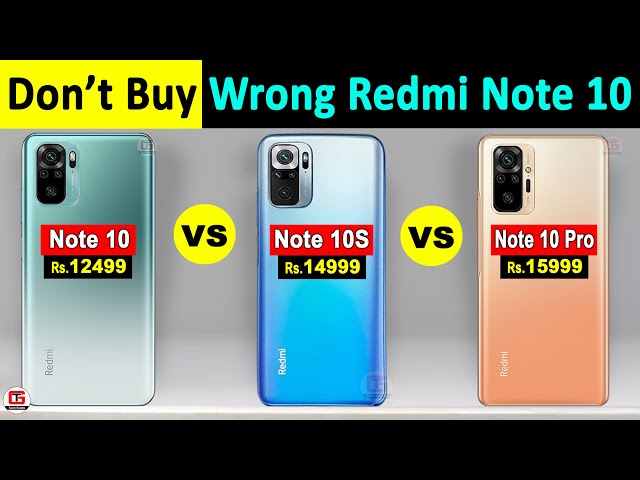 Don't Buy Wrong Redmi Note 10
Note 10
Rs.12499
vs
Note 10S
Rs.14999
vs
Note 10 Pro
Rs.15999
Redmi
Redmi
Redmi